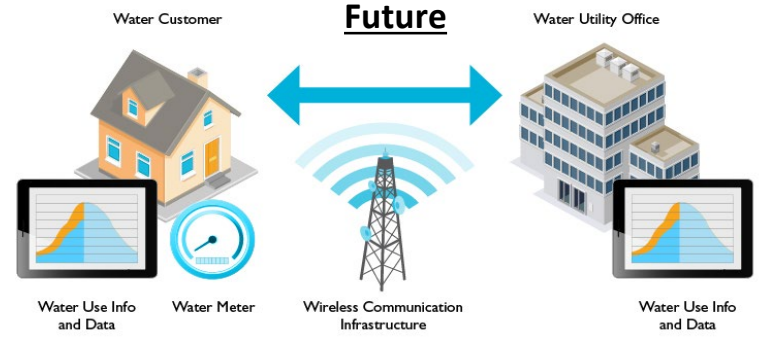 Future
Water Customer
Water Utility Office
Water Use Info
and Data
Water Meter
Wireless Communication
Infrastructure
Water Use Info
and Data